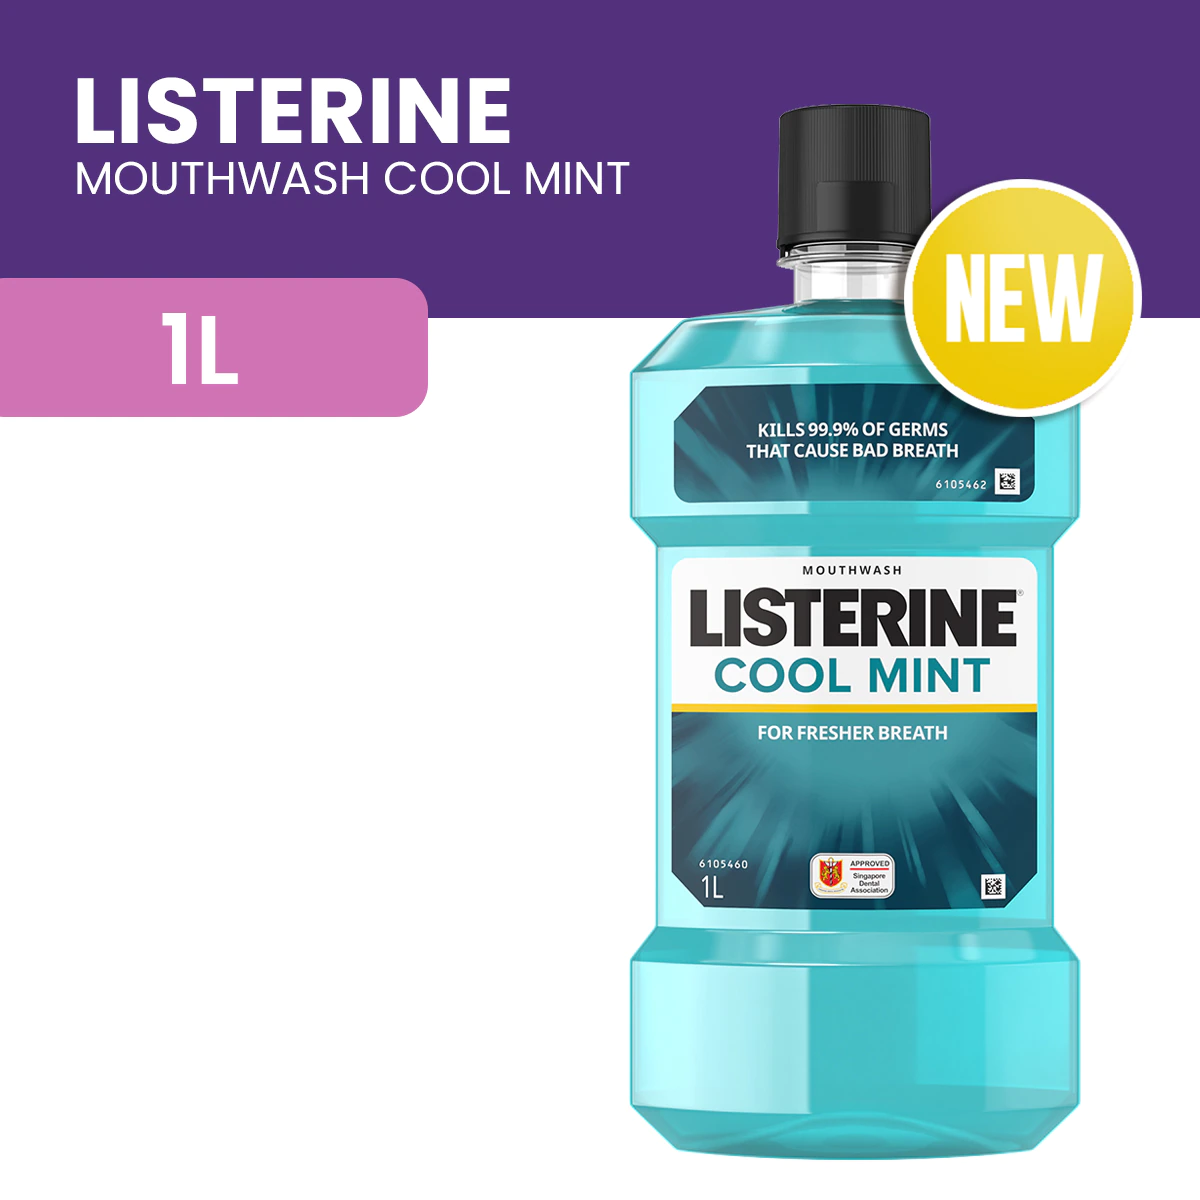 LISTERINE
MOUTHWASH COOL MINT
1L
NEW
KILLS 99.9% OF GERMS
THAT CAUSE BAD BREATH
6105462
MOUTHWASH
LISTERINE®
COOL MINT
FOR FRESHER BREATH
6105460
1L
APPROVED
Singapore
Dental
Association